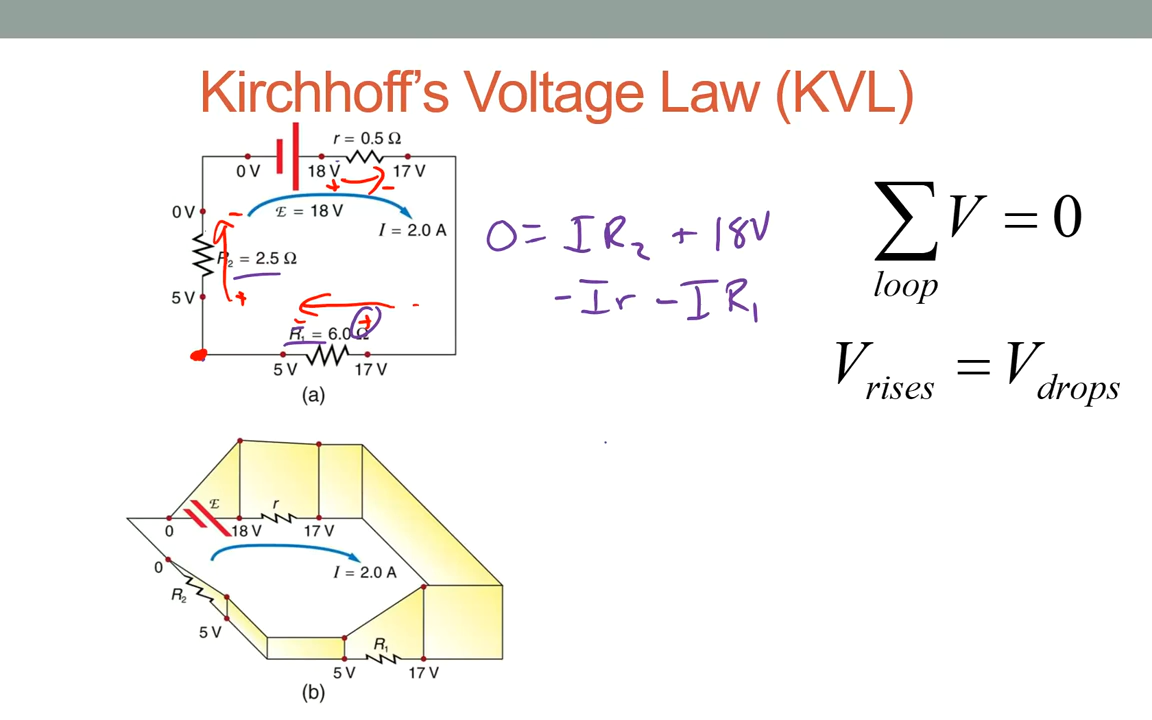 Kirchhoff's Voltage Law (KVL)
r = 0.5 Ω
0 V
18 V
17 V
+
-
0 V
-
ℰ = 18 V
I = 2.0 A
R₂ = 2.5 Ω
5 V
+
-
+
R₁ = 6.0 Ω
5 V
17 V
(a)
0 = IR₂ + 18V
- Ir - IR₁
∑ V = 0
loop
V rises = V drops
ℰ
r
0
18 V
17 V
0
I = 2.0 A
R₂
5 V
R₁
5 V
17 V
(b)